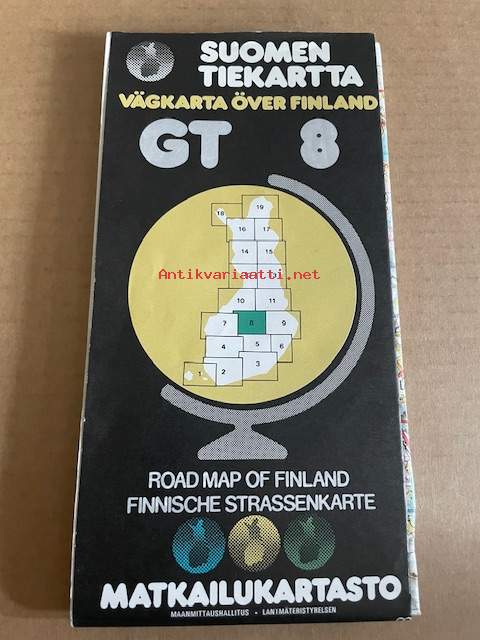 SUOMEN
TIEKARTTA
VÄGKARTA ÖVER FINLAND
GT 8
19
18
16 17
14 15
Antikvariaatti.net
10 11
7 8 9
4 5 6
1 2 3
ROAD MAP OF FINLAND
FINNISCHE STRASSENKARTE
MATKAILUKARTASTO
MAANMITTAUSHALLITUS • LANTMÄTERISTYRELSEN